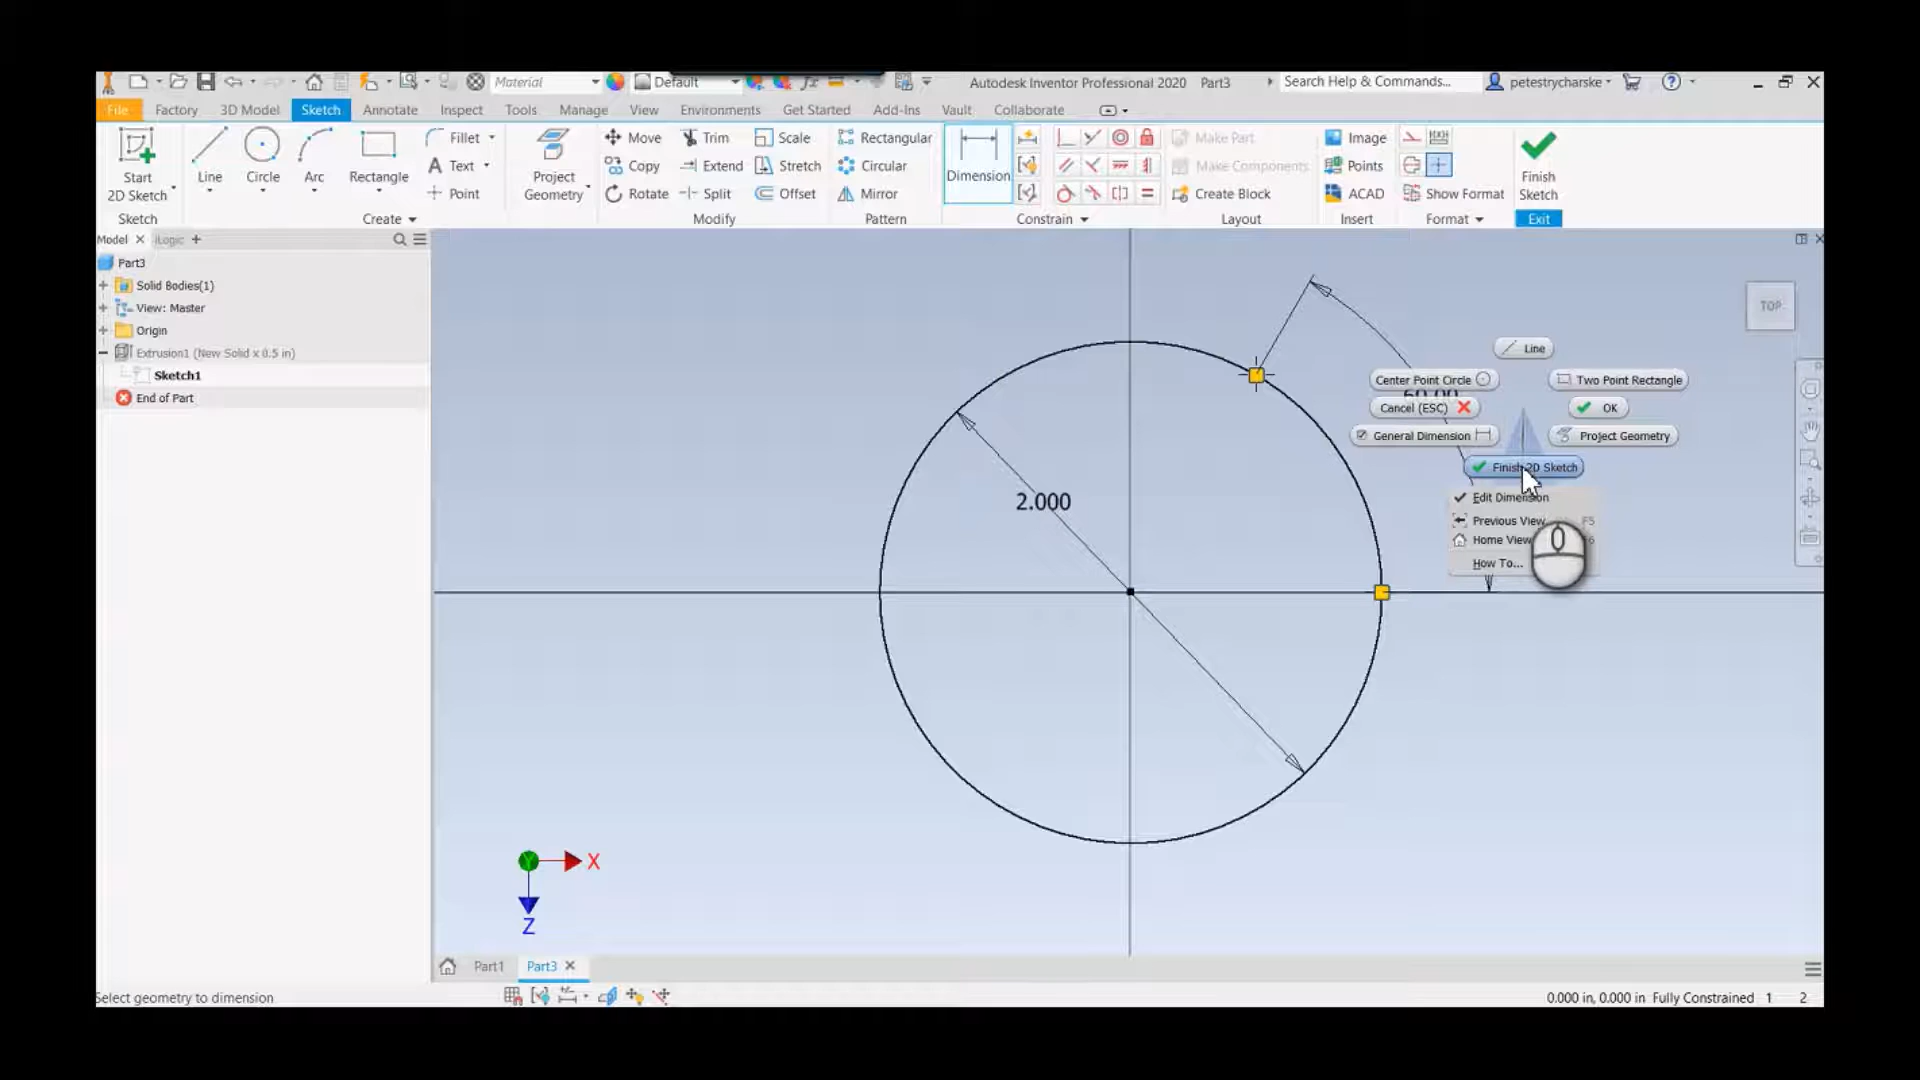 Material
Default
Autodesk Inventor Professional 2020 Part3
Search Help & Commands...
petestrycharske
File Factory 3D Model Sketch Annotate Inspect Tools Manage View Environments Get Started Add-Ins Vault Collaborate
Start
2D Sketch
Line
Circle
Arc
Rectangle
Fillet
Text
Point
Project
Geometry
Move
Copy
Rotate
Trim
Extend
Split
Scale
Stretch
Offset
Rectangular
Circular
Mirror
Dimension
Make Part
Make Components
Create Block
Image
Points
ACAD
Show Format
Finish
Sketch
Sketch Create Modify Pattern Constrain Layout Insert Format Exit
Model iLogic
Part3
Solid Bodies(1)
View: Master
Origin
Extrusion1 (New Solid x 0.5 in)
Sketch1
End of Part
TOP
Line
Center Point Circle
Two Point Rectangle
60.00
Cancel (ESC)
OK
General Dimension
Project Geometry
Finish 2D Sketch
Edit Dimension
Previous View F5
Home View
How To...
2.000
Y
X
Z
Part1 Part3
Select geometry to dimension
0.000 in, 0.000 in Fully Constrained 1 2